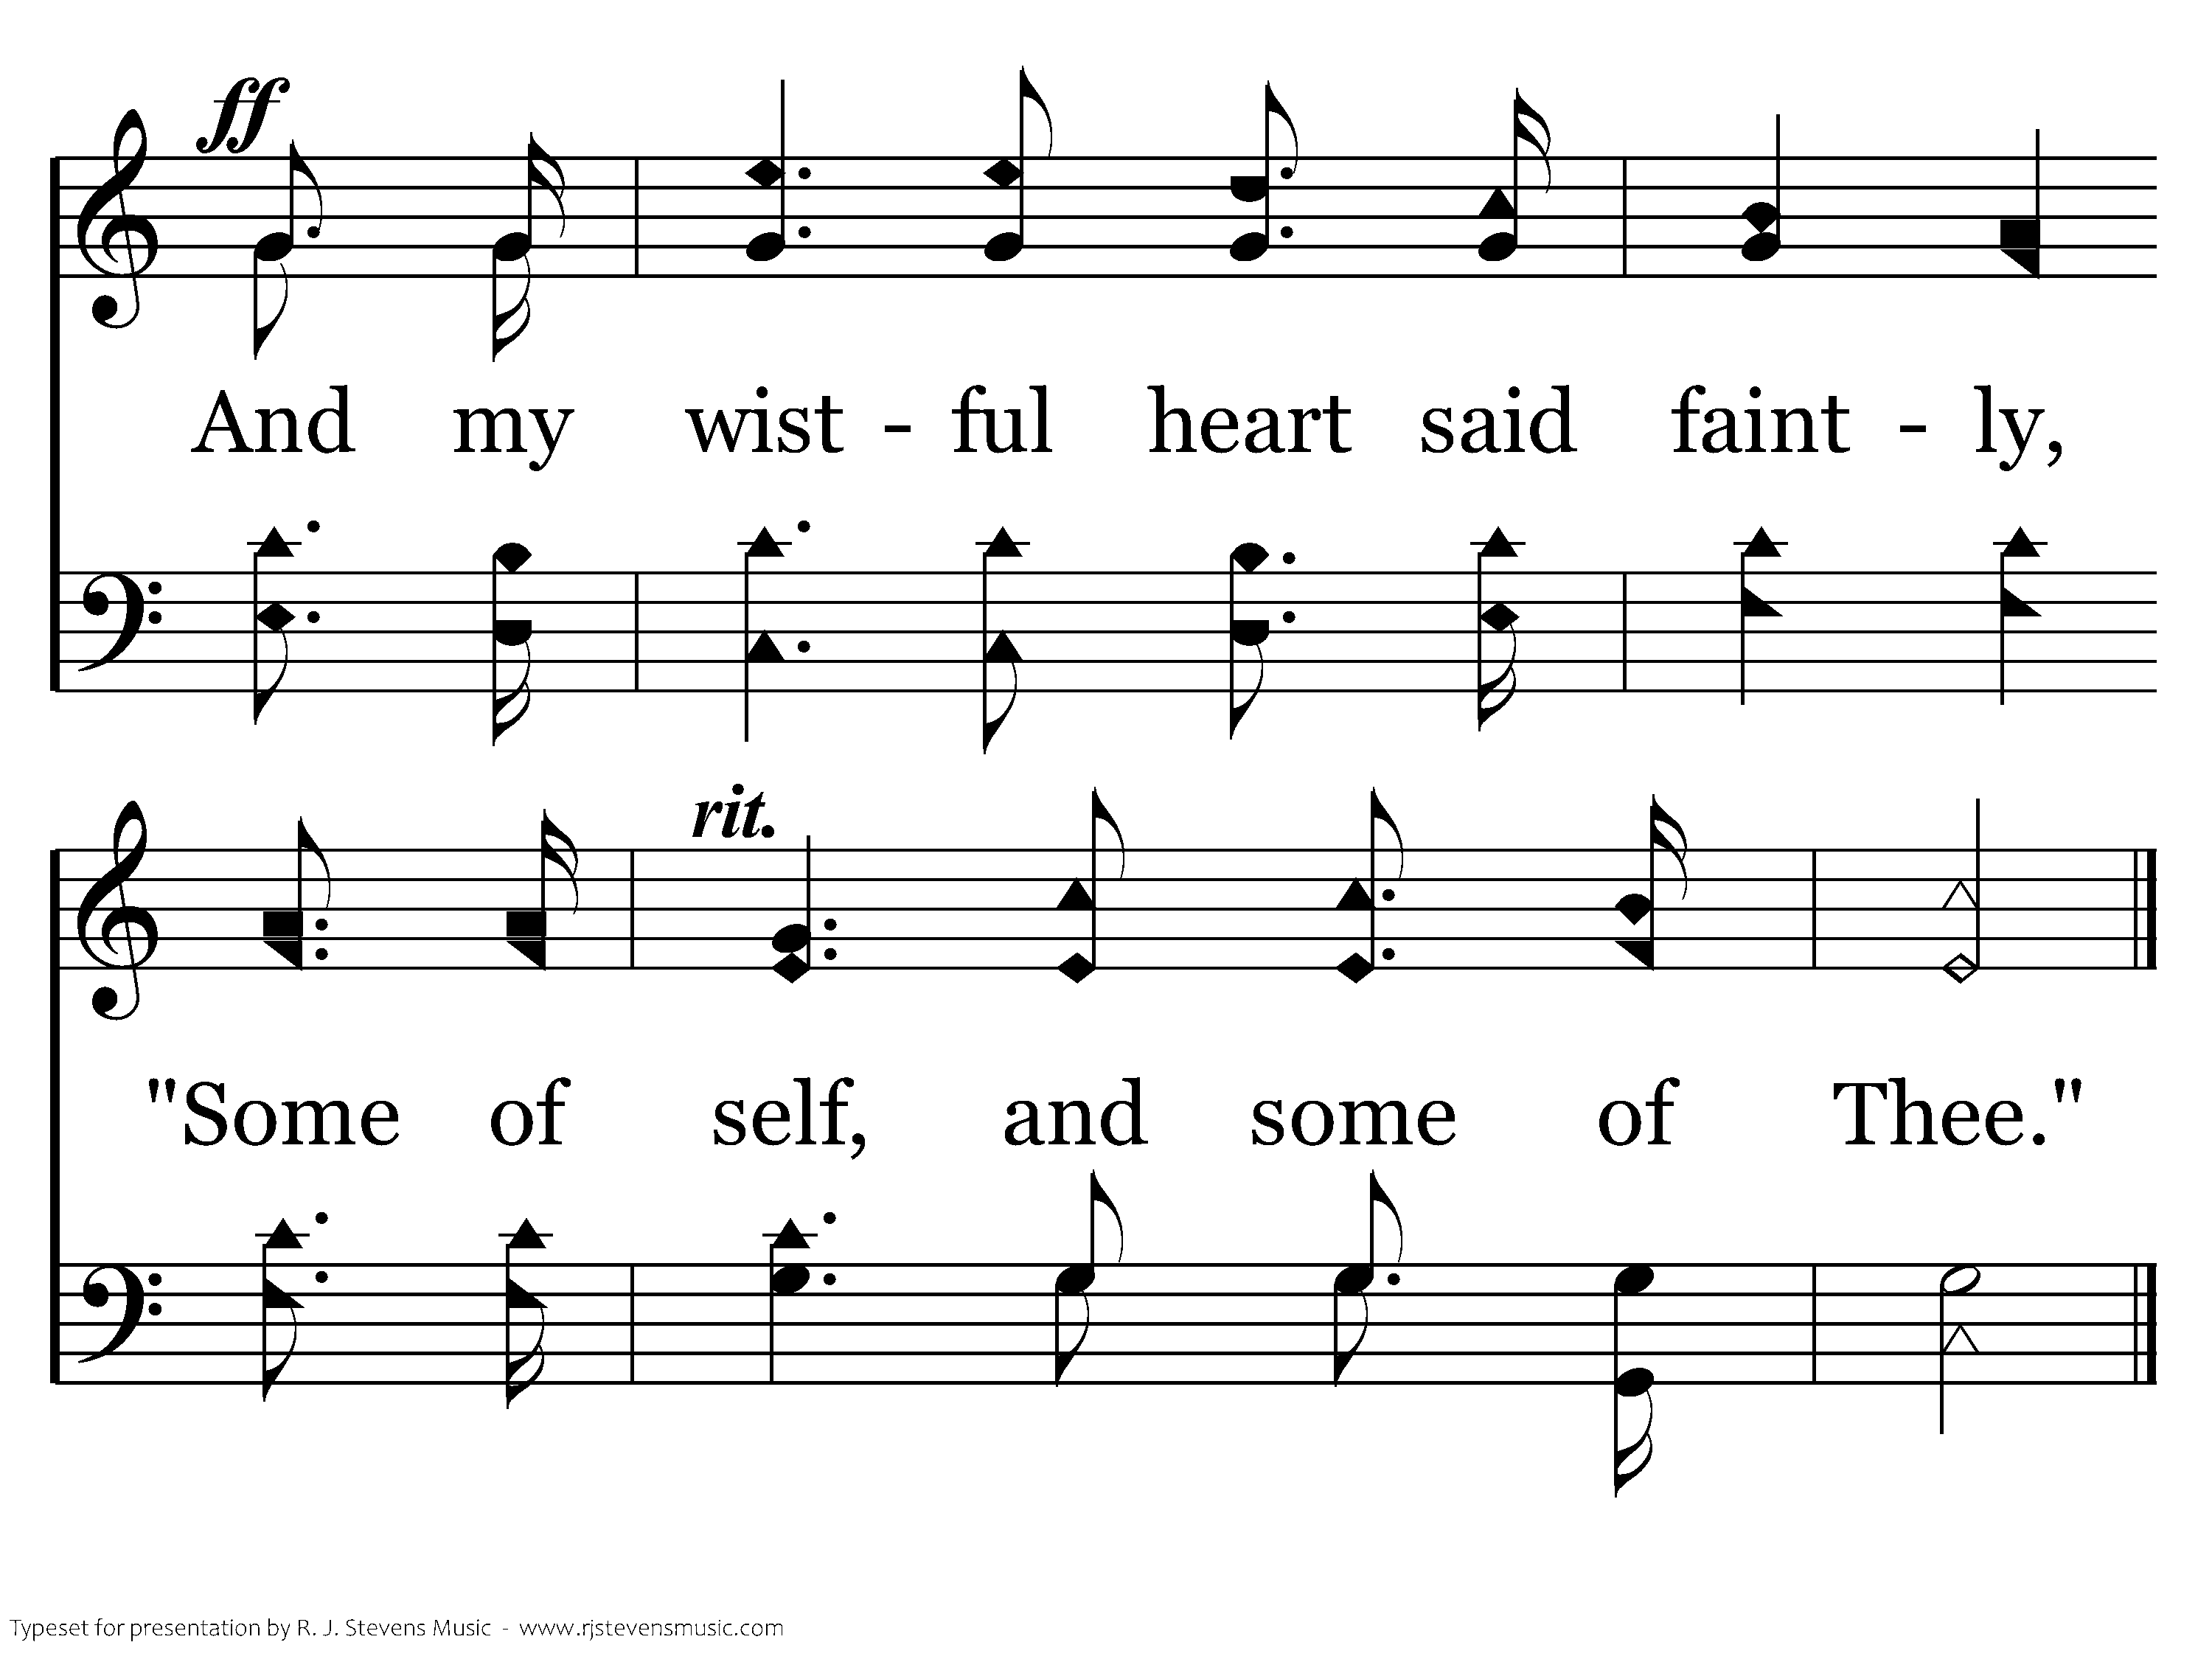 ff
And my wist - ful heart said faint - ly,
rit.
"Some of self, and some of Thee."
Typeset for presentation by R. J. Stevens Music - www.rjstevensmusic.com